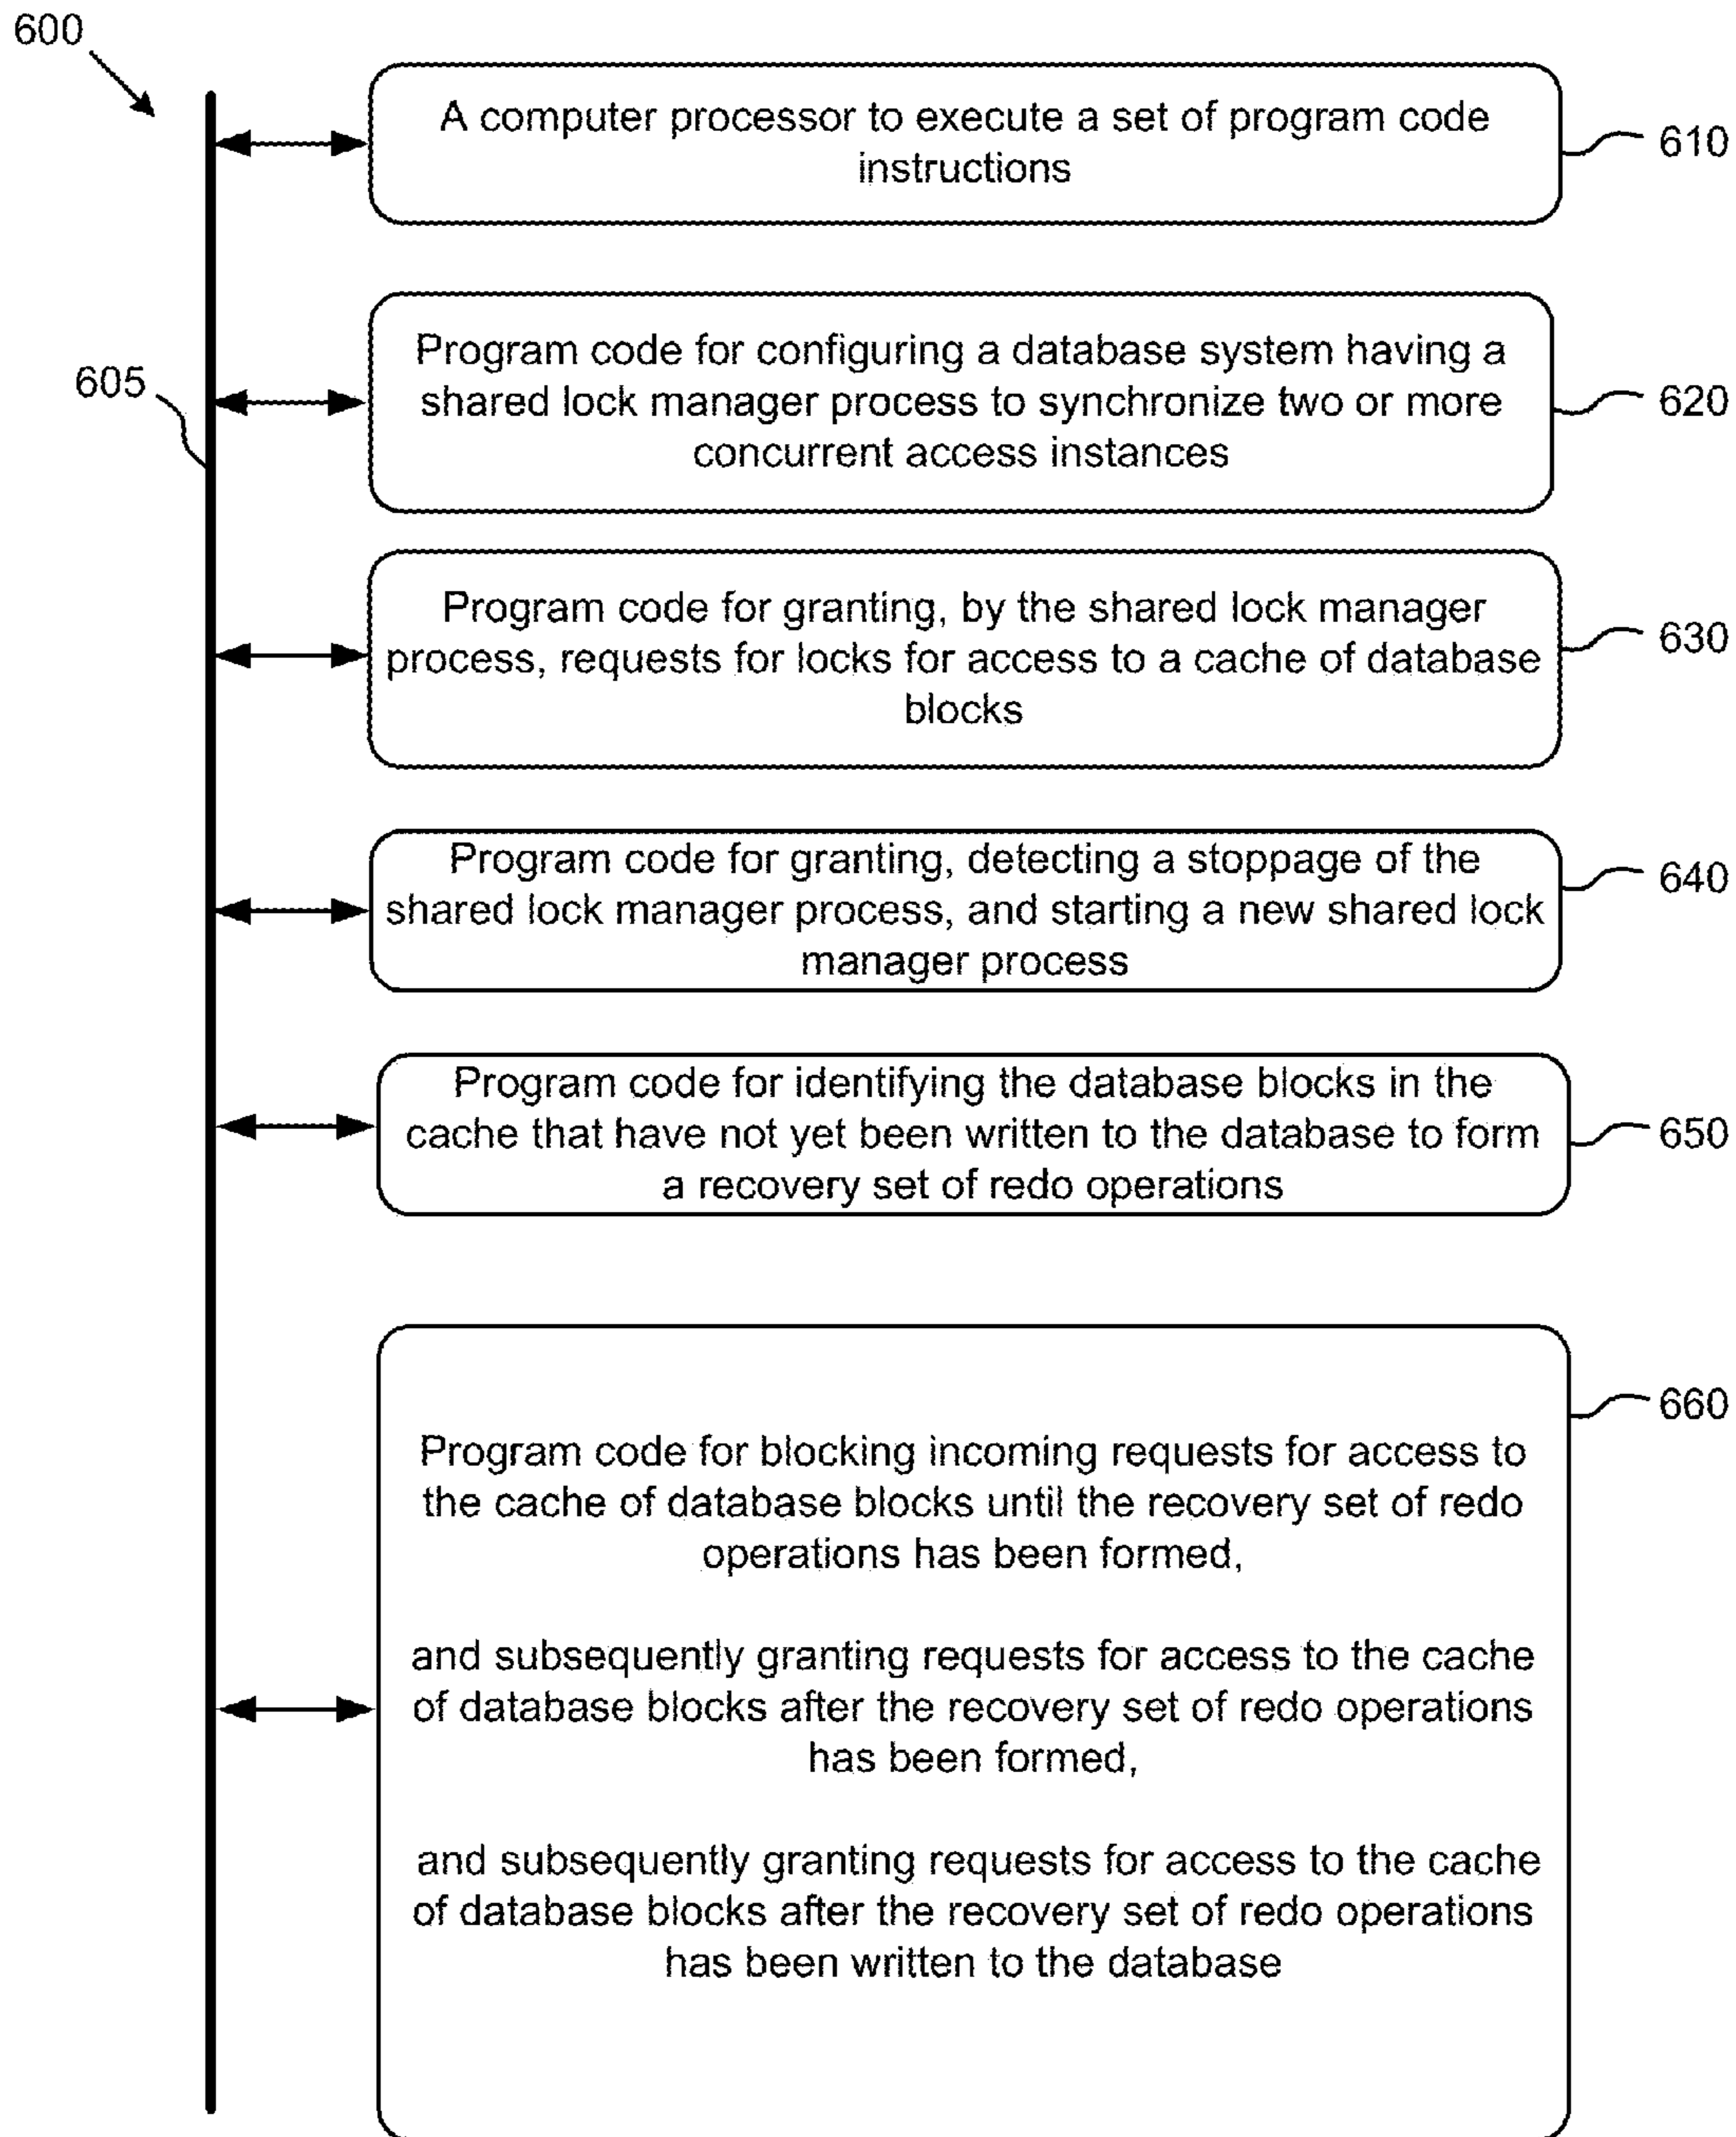 600
A computer processor to execute a set of program code
instructions
610
Program code for configuring a database system having a
shared lock manager process to synchronize two or more
concurrent access instances
605
620
Program code for granting, by the shared lock manager
process, requests for locks for access to a cache of database
blocks
630
Program code for granting, detecting a stoppage of the
shared lock manager process, and starting a new shared lock
manager process
640
Program code for identifying the database blocks in the
cache that have not yet been written to the database to form
a recovery set of redo operations
650
660
Program code for blocking incoming requests for access to
the cache of database blocks until the recovery set of redo
operations has been formed,
and subsequently granting requests for access to the cache
of database blocks after the recovery set of redo operations
has been formed,
and subsequently granting requests for access to the cache
of database blocks after the recovery set of redo operations
has been written to the database